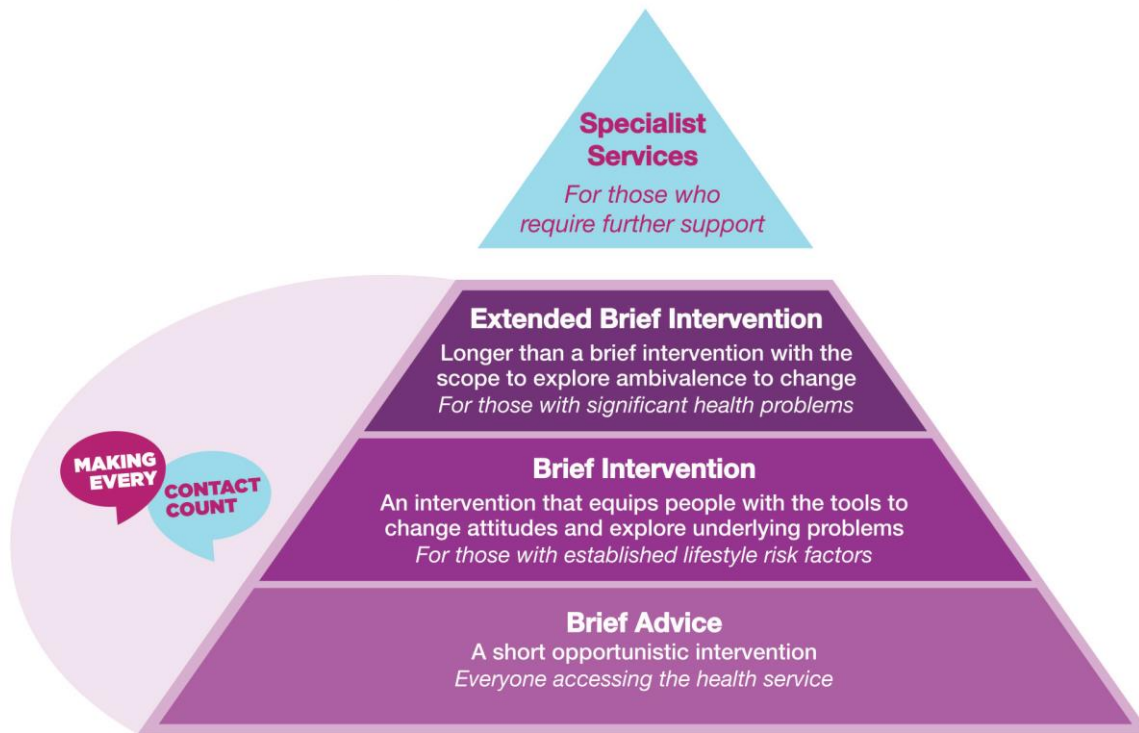 Specialist
Services
For those who
require further support
Extended Brief Intervention
Longer than a brief intervention with the
scope to explore ambivalence to change
For those with significant health problems
MAKING
EVERY
CONTACT
COUNT
Brief Intervention
An intervention that equips people with the tools to
change attitudes and explore underlying problems
For those with established lifestyle risk factors
Brief Advice
A short opportunistic intervention
Everyone accessing the health service